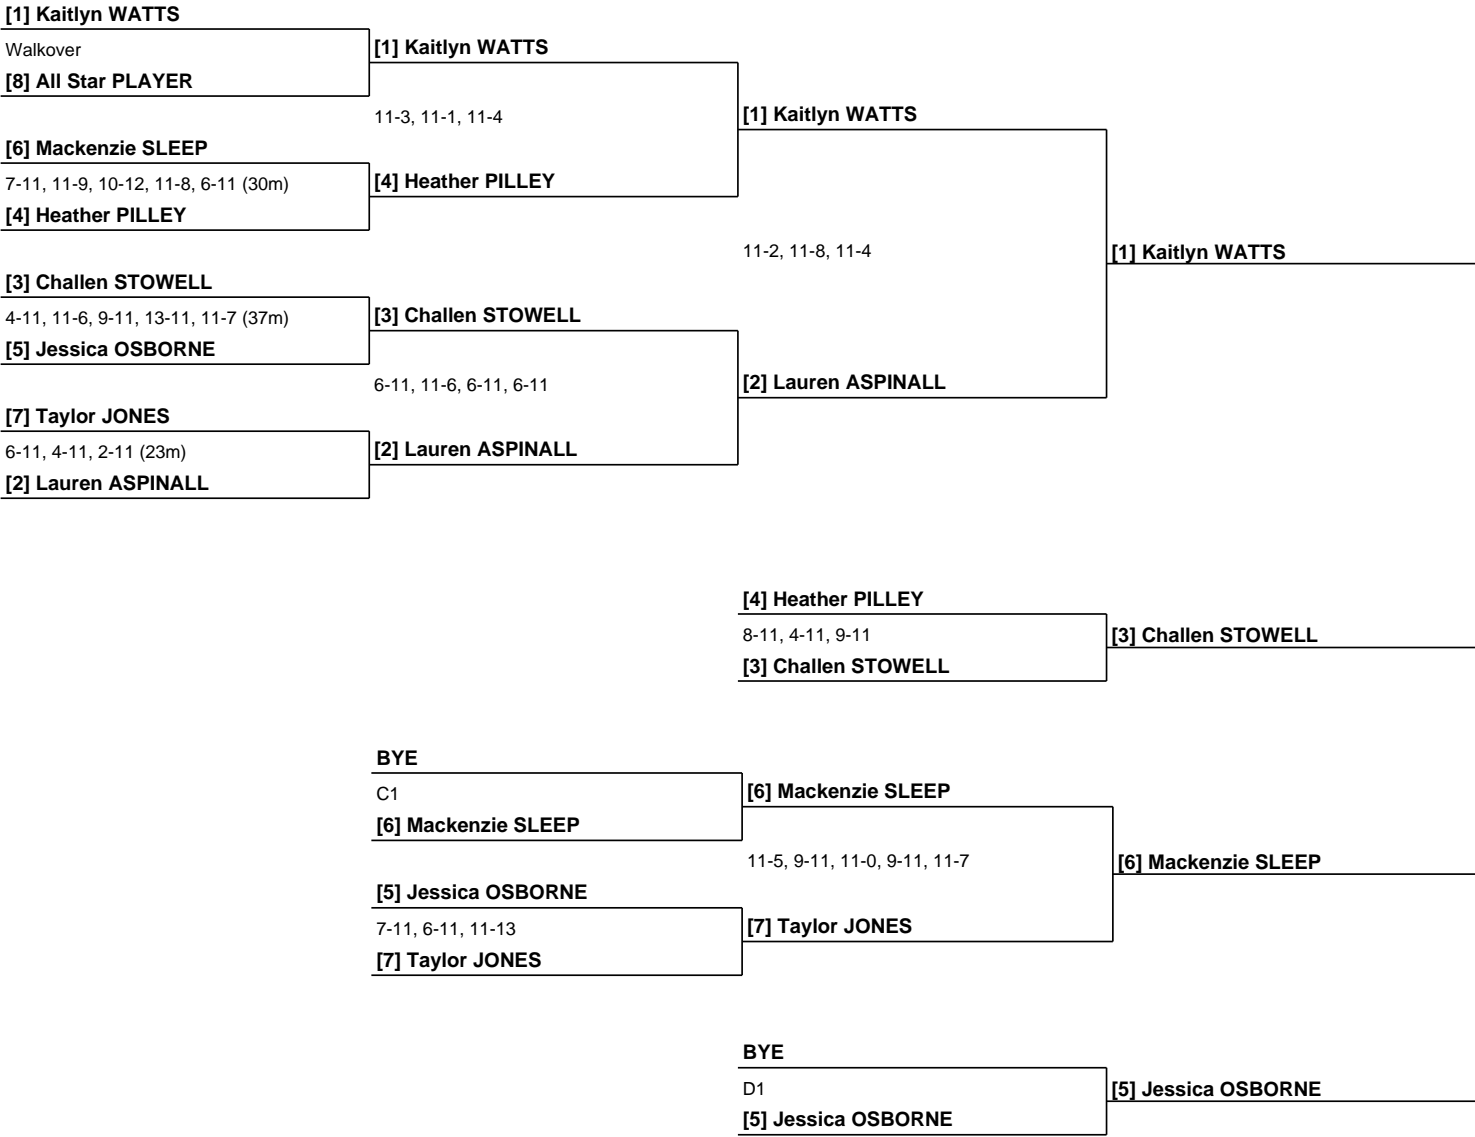 [1] Kaitlyn WATTS
Walkover
[8] All Star PLAYER
[6] Mackenzie SLEEP
7-11, 11-9, 10-12, 11-8, 6-11 (30m)
[4] Heather PILLEY
[3] Challen STOWELL
4-11, 11-6, 9-11, 13-11, 11-7 (37m)
[5] Jessica OSBORNE
[7] Taylor JONES
6-11, 4-11, 2-11 (23m)
[2] Lauren ASPINALL
[1] Kaitlyn WATTS
11-3, 11-1, 11-4
[4] Heather PILLEY
[3] Challen STOWELL
6-11, 11-6, 6-11, 6-11
[2] Lauren ASPINALL
[1] Kaitlyn WATTS
11-2, 11-8, 11-4
[2] Lauren ASPINALL
[1] Kaitlyn WATTS
[4] Heather PILLEY
8-11, 4-11, 9-11
[3] Challen STOWELL
[3] Challen STOWELL
BYE
C1
[6] Mackenzie SLEEP
[5] Jessica OSBORNE
7-11, 6-11, 11-13
[7] Taylor JONES
[6] Mackenzie SLEEP
11-5, 9-11, 11-0, 9-11, 11-7
[7] Taylor JONES
[6] Mackenzie SLEEP
BYE
D1
[5] Jessica OSBORNE
[5] Jessica OSBORNE